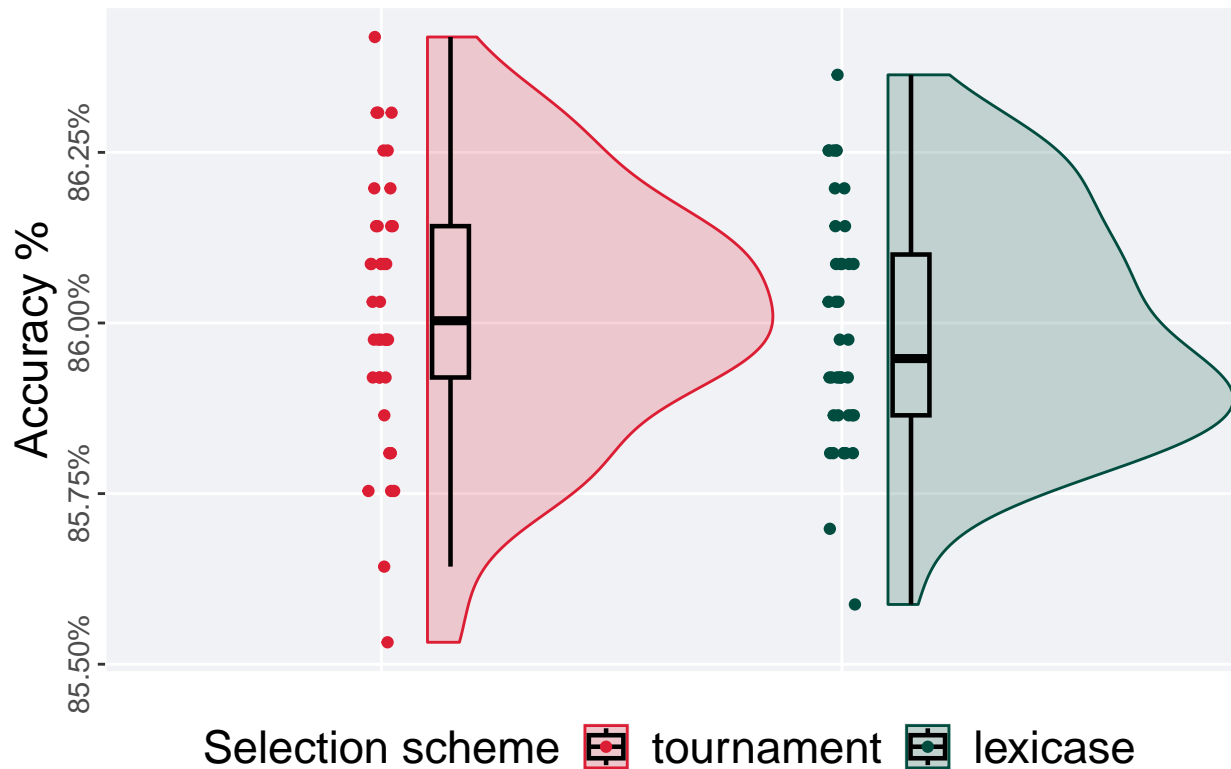 Accuracy %
86.25%
86.00%
85.75%
85.50%
Selection scheme tournament lexicase